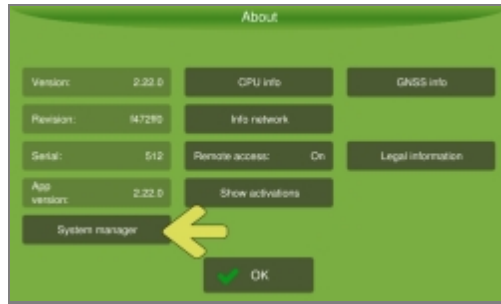 About
Version: 2.22.0
CPU info
GNSS info
Revision: f47290
Info network
Serial: 512
Remote access: On
Legal information
App version: 2.22.0
Show activations
System manager
OK